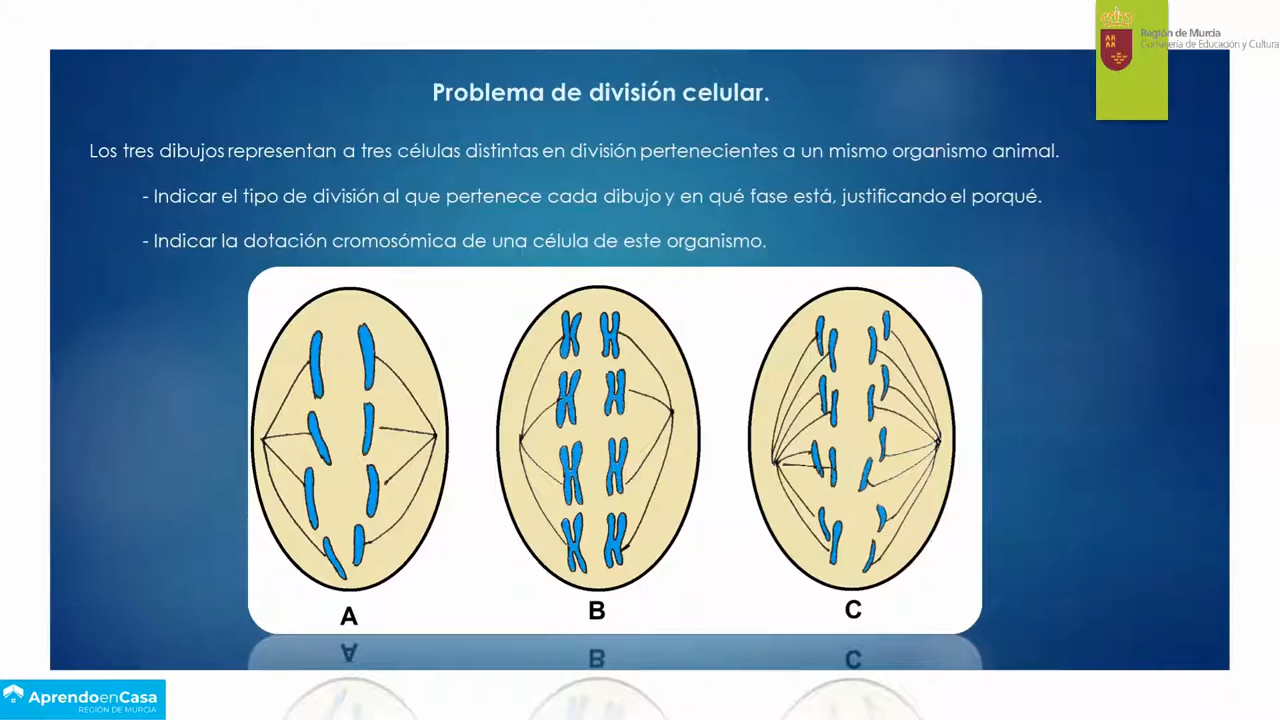 Región de Murcia
Consejería de Educación y Cultura
Problema de división celular.
Los tres dibujos representan a tres células distintas en división pertenecientes a un mismo organismo animal.
- Indicar el tipo de división al que pertenece cada dibujo y en qué fase está, justificando el porqué.
- Indicar la dotación cromosómica de una célula de este organismo.
A B C
AprendoenCasa
REGIÓN DE MURCIA